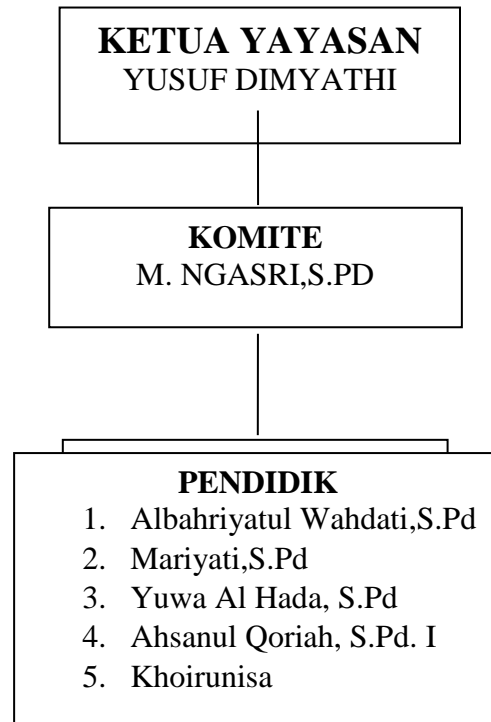 KETUA YAYASAN
YUSUF DIMYATHI
KOMITE
M. NGASRI,S.PD
PENDIDIK
1. Albahriyatul Wahdati,S.Pd
2. Mariyati,S.Pd
3. Yuwa Al Hada, S.Pd
4. Ahsanul Qoriah, S.Pd. I
5. Khoirunisa